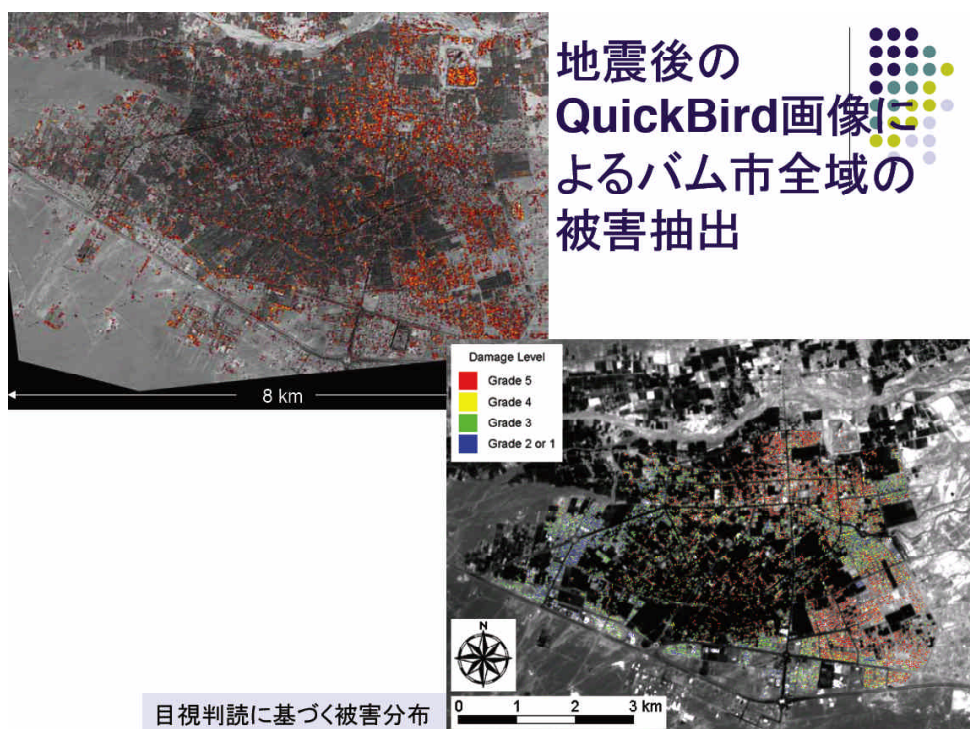 地震後の
QuickBird画像に
よるバム市全域の
被害抽出
8 km
Damage Level
Grade 5
Grade 4
Grade 3
Grade 2 or 1
N
0 1 2 3 km
目視判読に基づく被害分布